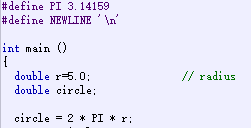 #define PI 3.14159
#define NEWLINE '\n'
int main ()
{
double r=5.0; // radius
double circle;
circle = 2 * PI * r;